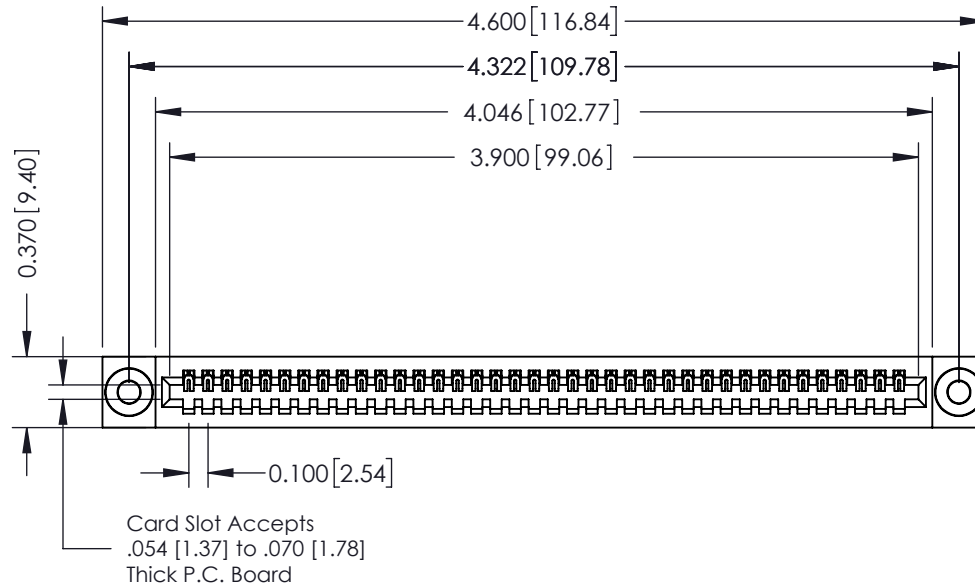 4.600 [116.84]
4.322 [109.78]
4.046 [102.77]
3.900 [99.06]
0.370 [9.40]
0.100 [2.54]
Card Slot Accepts
.054 [1.37] to .070 [1.78]
Thick P.C. Board